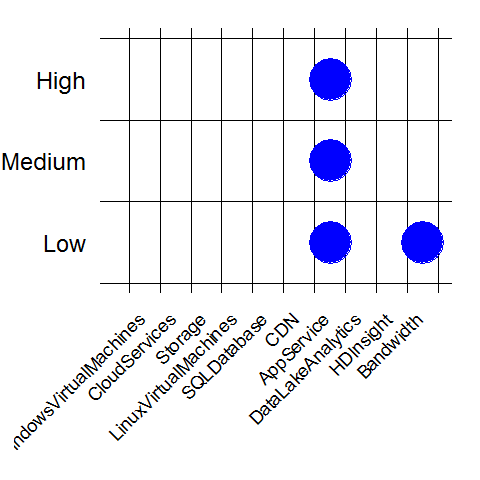 High
Medium
Low
ndowsVirtualMachines
CloudServices
Storage
LinuxVirtualMachines
SQLDatabase
CDN
AppService
DataLakeAnalytics
HDInsight
Bandwidth